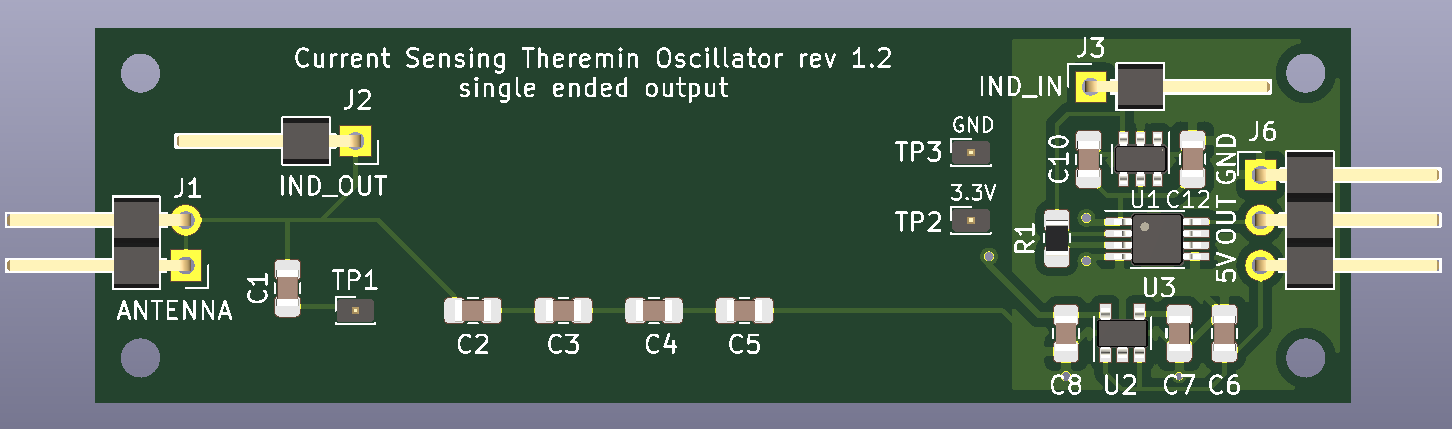 Current Sensing Theremin Oscillator rev 1.2
single ended output
J3
IND_IN
J2
IND_OUT
J1
ANTENNA
C1
TP1
C2
C3
C4
C5
GND
TP3
3.3V
TP2
C10
U1
C12
R1
U3
J6
GND
OUT
5V
C8
U2
C7
C6